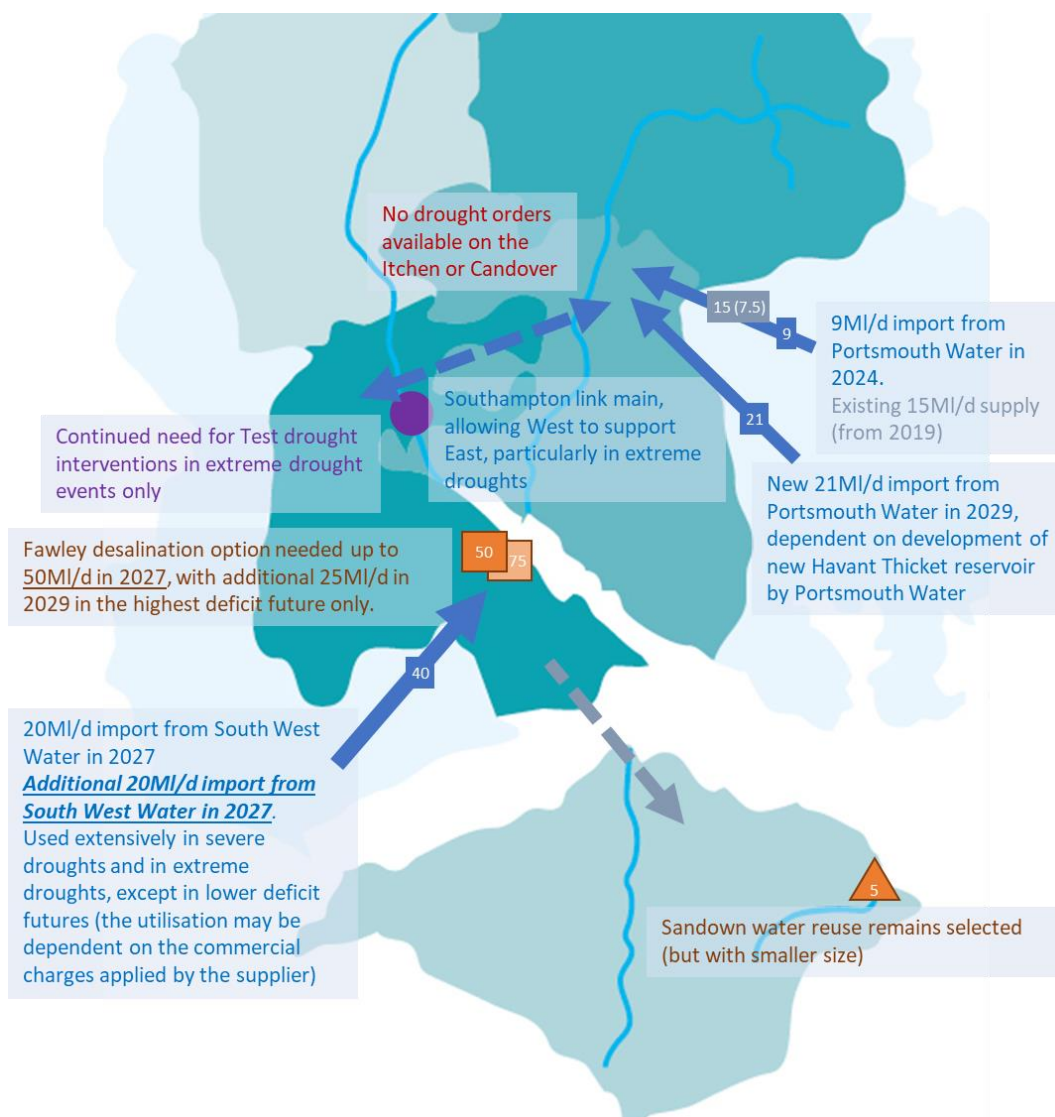 No drought orders
available on the
Itchen or Candover
15 (7.5)
9
9Ml/d import from
Portsmouth Water in
2024.
Existing 15Ml/d supply
(from 2019)
Southampton link main,
allowing West to support
East, particularly in extreme
droughts
21
Continued need for Test drought
interventions in extreme drought
events only
New 21Ml/d import from
Portsmouth Water in 2029,
dependent on development of
new Havant Thicket reservoir
by Portsmouth Water
Fawley desalination option needed up to
50Ml/d in 2027, with additional 25Ml/d in
2029 in the highest deficit future only.
50
75
40
20Ml/d import from South West
Water in 2027
Additional 20Ml/d import from
South West Water in 2027.
Used extensively in severe
droughts and in extreme
droughts, except in lower deficit
futures (the utilisation may be
dependent on the commercial
charges applied by the supplier)
5
Sandown water reuse remains selected
(but with smaller size)